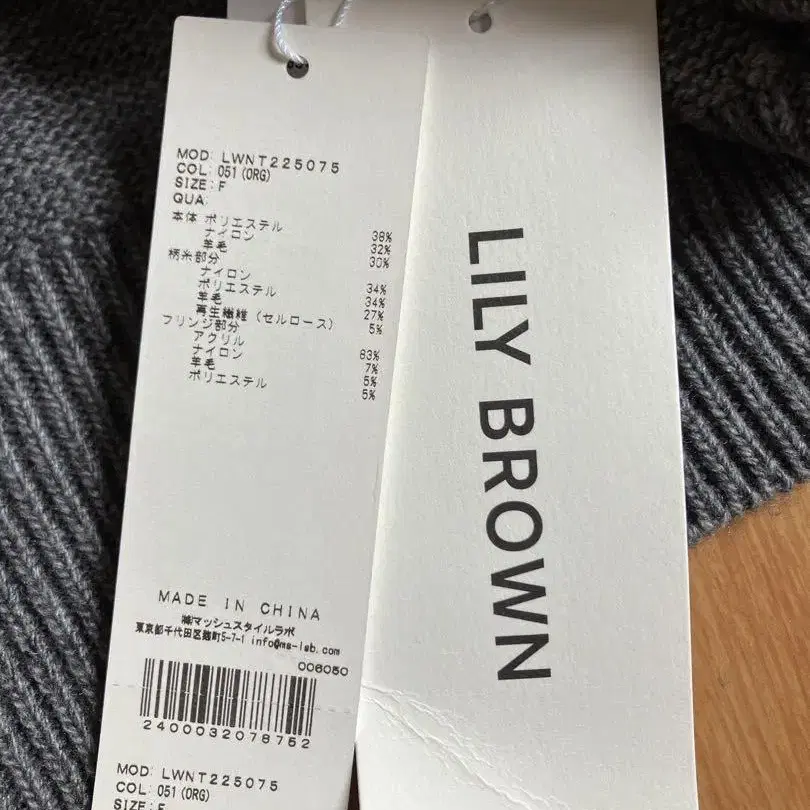 MOD: LWNT225075
COL: 051(ORG)
SIZE: F
QUA:
本体 ポリエステル 38%
ナイロン 32%
羊毛 30%
柄糸部分
ナイロン 34%
ポリエステル 34%
羊毛 27%
再生繊維(セルロース) 5%
フリンジ部分
アクリル 83%
ナイロン 7%
羊毛 5%
ポリエステル 5%
MADE IN CHINA
㈱マッシュスタイルラボ
東京都千代田区麹町5-7-1 info@ms-lab.com
006050
2400032078752
MOD: LWNT225075
COL: 051(ORG)
SIZE: F
LILY BROWN